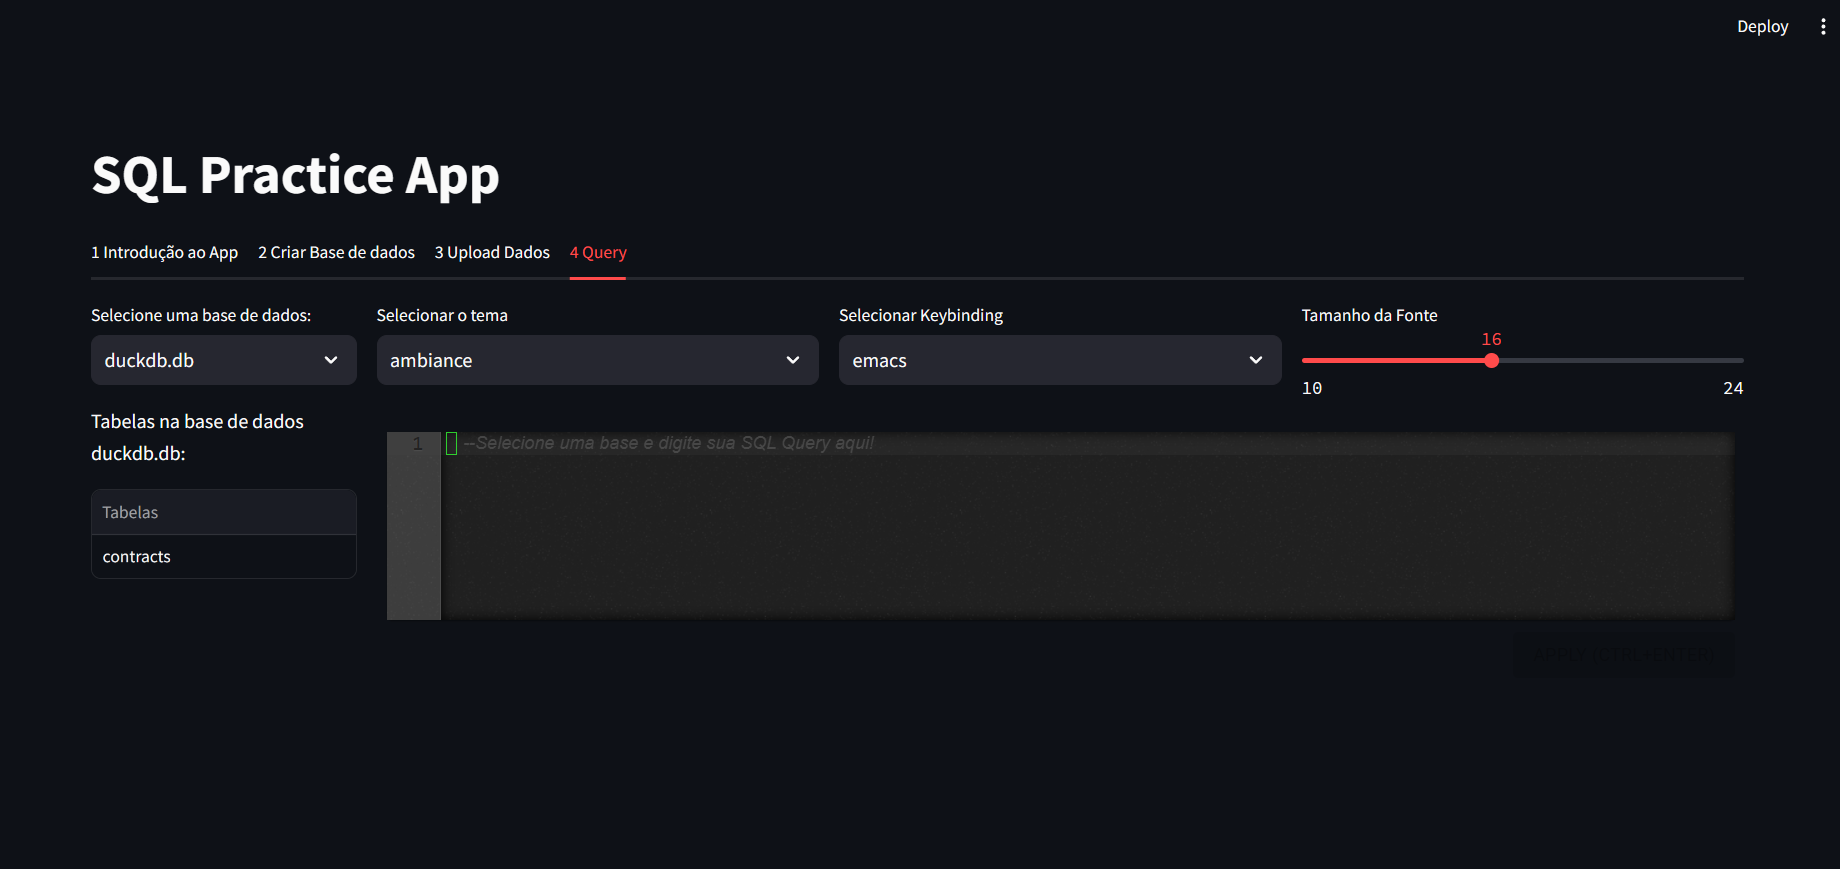 Deploy
SQL Practice App
1 Introdução ao App 2 Criar Base de dados 3 Upload Dados 4 Query
Selecione uma base de dados: Selecionar o tema Selecionar Keybinding Tamanho da Fonte
16
duckdb.db ambiance emacs
10 24
Tabelas na base de dados
duckdb.db:
1 --Selecione uma base e digite sua SQL Query aqui!
Tabelas
contracts
APPLY (CTRL+ENTER)